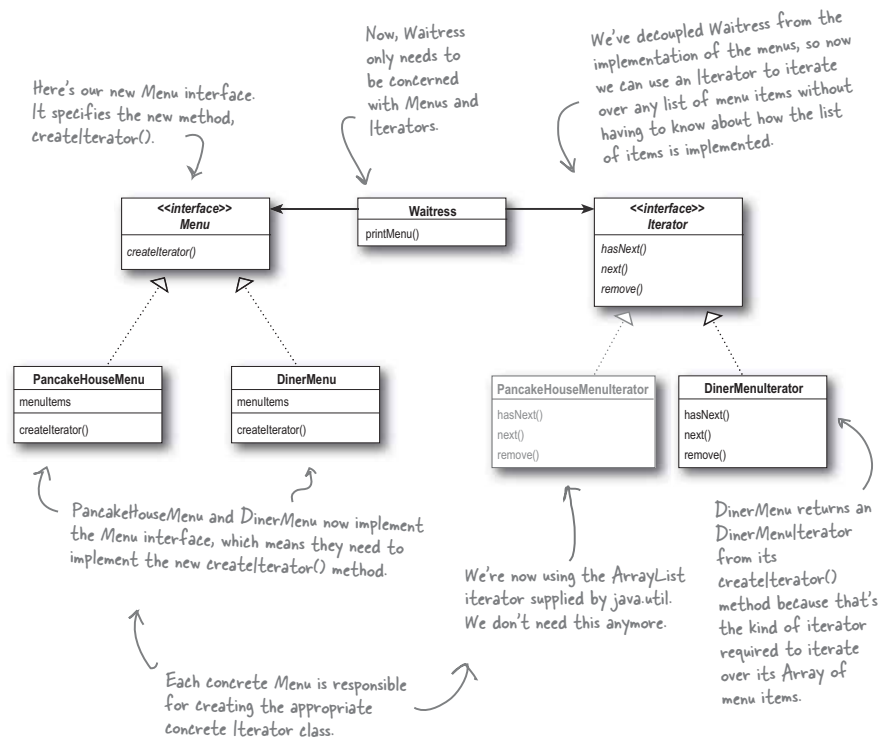 Here's our new Menu interface.
It specifies the new method,
createIterator().
Now, Waitress
only needs to
be concerned
with Menus and
Iterators.
We've decoupled Waitress from the
implementation of the menus, so now
we can use an Iterator to iterate
over any list of menu items without
having to know about how the list
of items is implemented.
<<interface>>
Menu
createIterator()
Waitress
printMenu()
<<interface>>
Iterator
hasNext()
next()
remove()
PancakeHouseMenu
menuItems
createIterator()
DinerMenu
menuItems
createIterator()
PancakeHouseMenuIterator
hasNext()
next()
remove()
DinerMenuIterator
hasNext()
next()
remove()
PancakeHouseMenu and DinerMenu now implement
the Menu interface, which means they need to
implement the new createIterator() method.
We're now using the ArrayList
iterator supplied by java.util.
We don't need this anymore.
DinerMenu returns an
DinerMenuIterator
from its
createIterator()
method because that's
the kind of iterator
required to iterate
over its Array of
menu items.
Each concrete Menu is responsible
for creating the appropriate
concrete Iterator class.